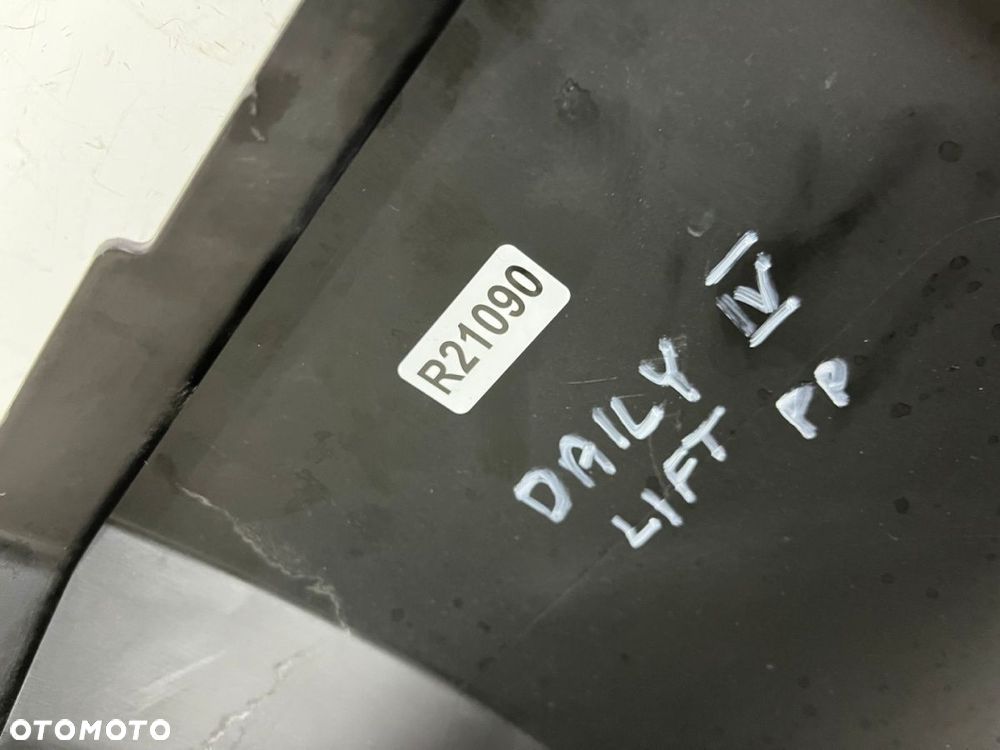 R21090
DAILY IV
LIFT PP
OTOMOTO